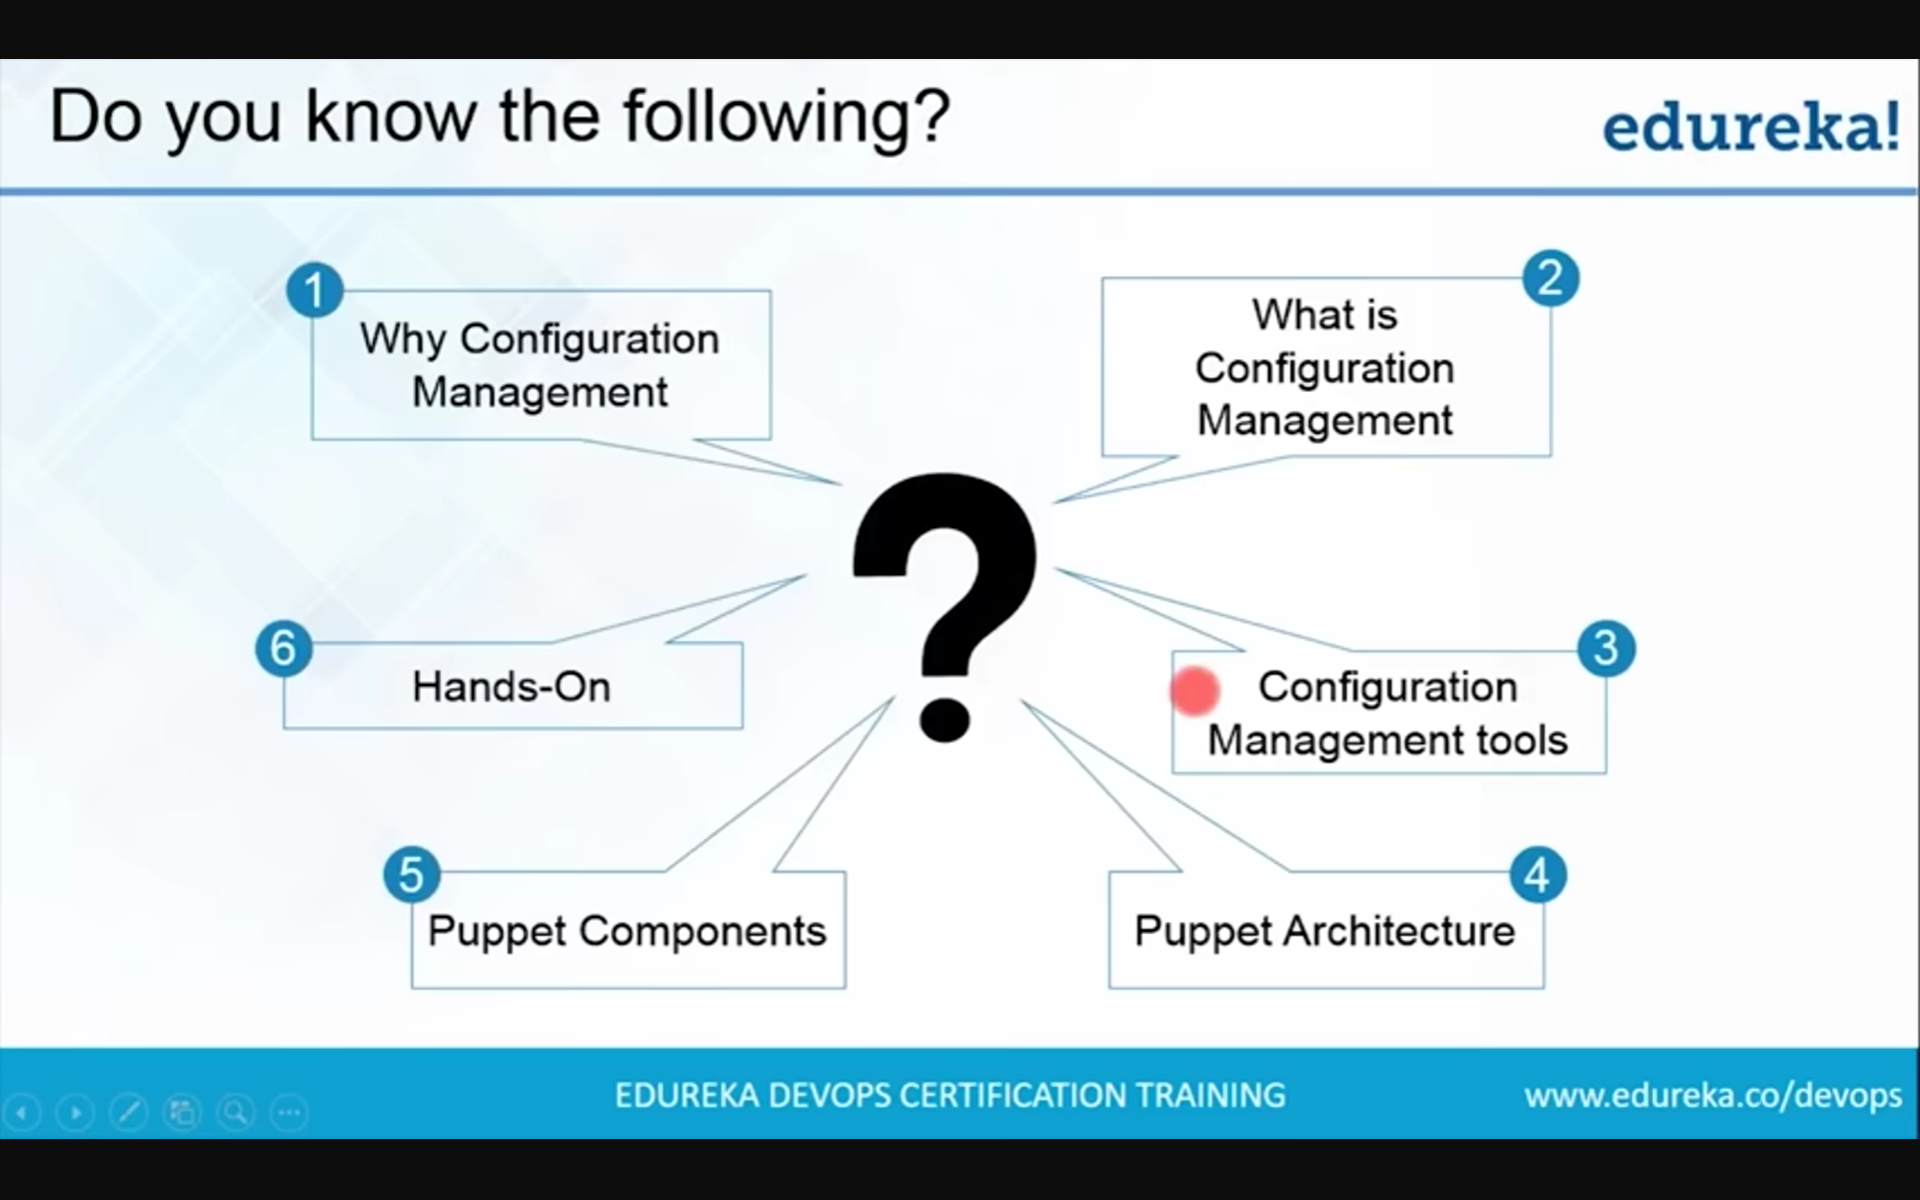 Do you know the following?
edureka!
1
Why Configuration
Management
2
What is
Configuration
Management
?
3
Configuration
Management tools
4
Puppet Architecture
5
Puppet Components
6
Hands-On
EDUREKA DEVOPS CERTIFICATION TRAINING
www.edureka.co/devops